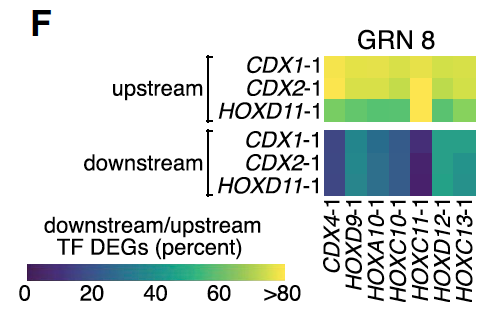 F
GRN 8
upstream
CDX1-1
CDX2-1
HOXD11-1
downstream
CDX1-1
CDX2-1
HOXD11-1
CDX4-1
HOXD9-1
HOXA10-1
HOXC10-1
HOXC11-1
HOXD12-1
HOXC13-1
downstream/upstream
TF DEGs (percent)
0 20 40 60 >80